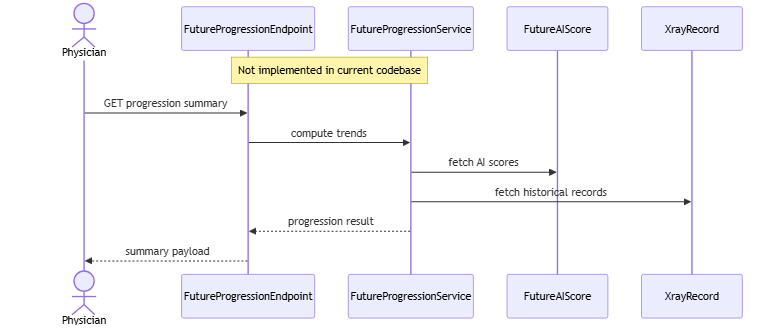 FutureProgressionEndpoint
FutureProgressionService
FutureAIScore
XrayRecord
Physician
Not implemented in current codebase
GET progression summary
compute trends
fetch AI scores
fetch historical records
progression result
summary payload
FutureProgressionEndpoint
FutureProgressionService
FutureAIScore
XrayRecord
Physician